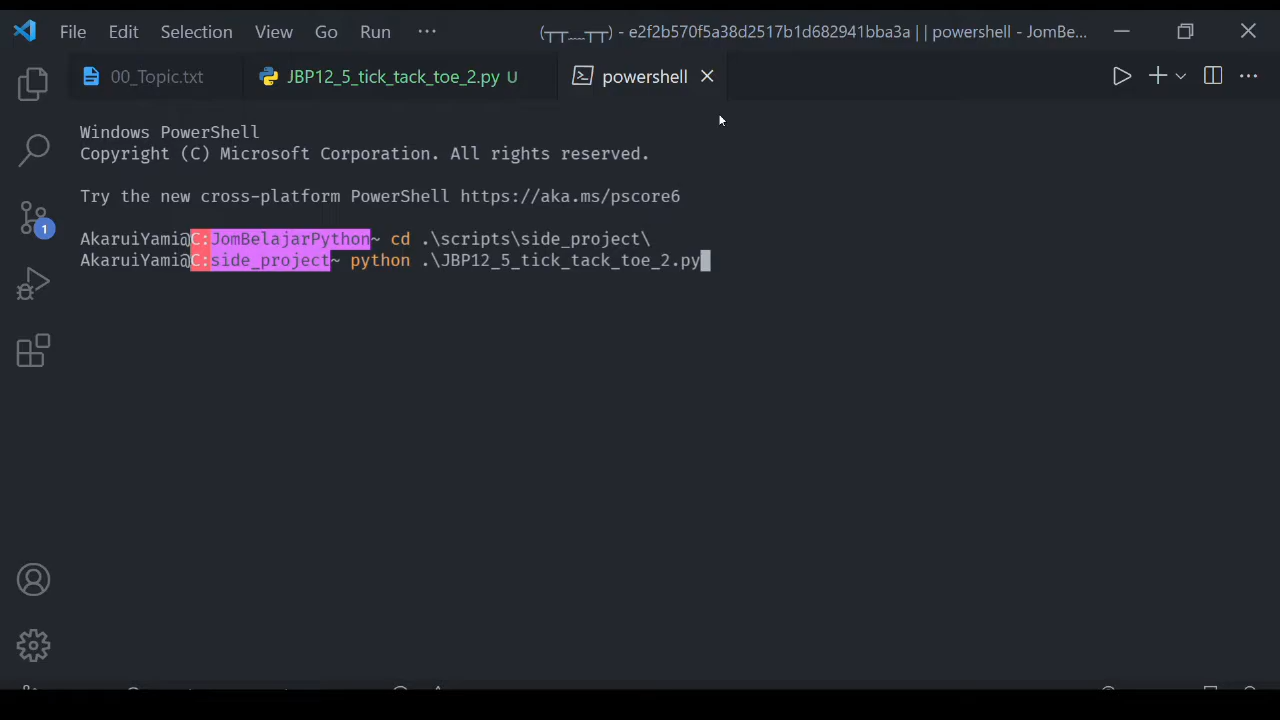 File Edit Selection View Go Run ···
(┬┬﹏┬┬) - e2f2b570f5a38d2517b1d682941bba3a | | powershell - JomBe...
00_Topic.txt
JBP12_5_tick_tack_toe_2.py U
powershell
Windows PowerShell
Copyright (C) Microsoft Corporation. All rights reserved.
Try the new cross-platform PowerShell https://aka.ms/pscore6
AkaruiYami@C:JomBelajarPython~ cd .\scripts\side_project\
AkaruiYami@C:side_project~ python .\JBP12_5_tick_tack_toe_2.py
1